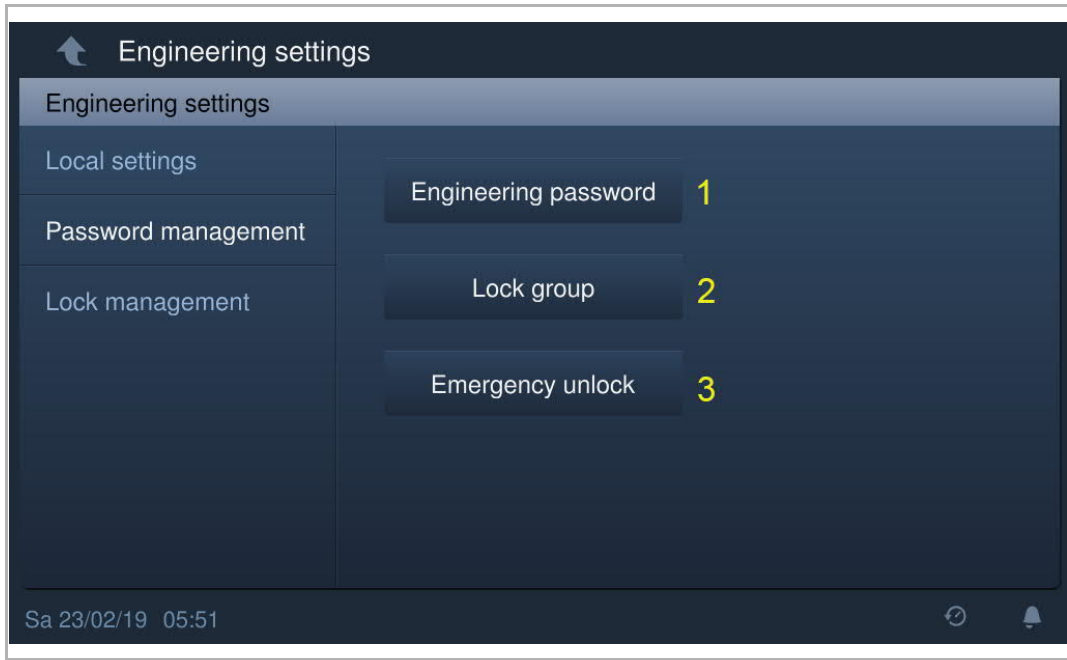 Engineering settings
Engineering settings
Local settings
Password management
Lock management
Engineering password 1
Lock group 2
Emergency unlock 3
Sa 23/02/19 05:51